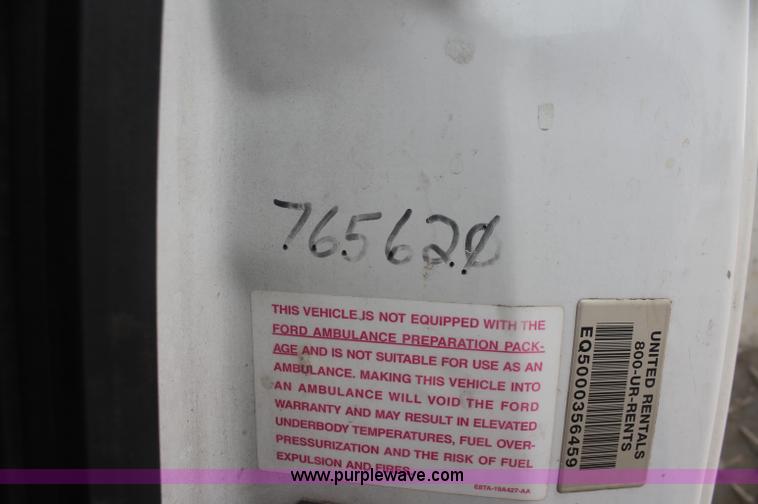 765620
THIS VEHICLE IS NOT EQUIPPED WITH THE
FORD AMBULANCE PREPARATION PACK-
AGE AND IS NOT SUITABLE FOR USE AS AN
AMBULANCE. MAKING THIS VEHICLE INTO
AN AMBULANCE WILL VOID THE FORD
WARRANTY AND MAY RESULT IN ELEVATED
UNDERBODY TEMPERATURES, FUEL OVER-
PRESSURIZATION AND THE RISK OF FUEL
EXPULSION AND FIRES.
E8TA-19A427-AA
UNITED RENTALS
800-UR-RENTS
EQ5000356459
www.purplewave.com